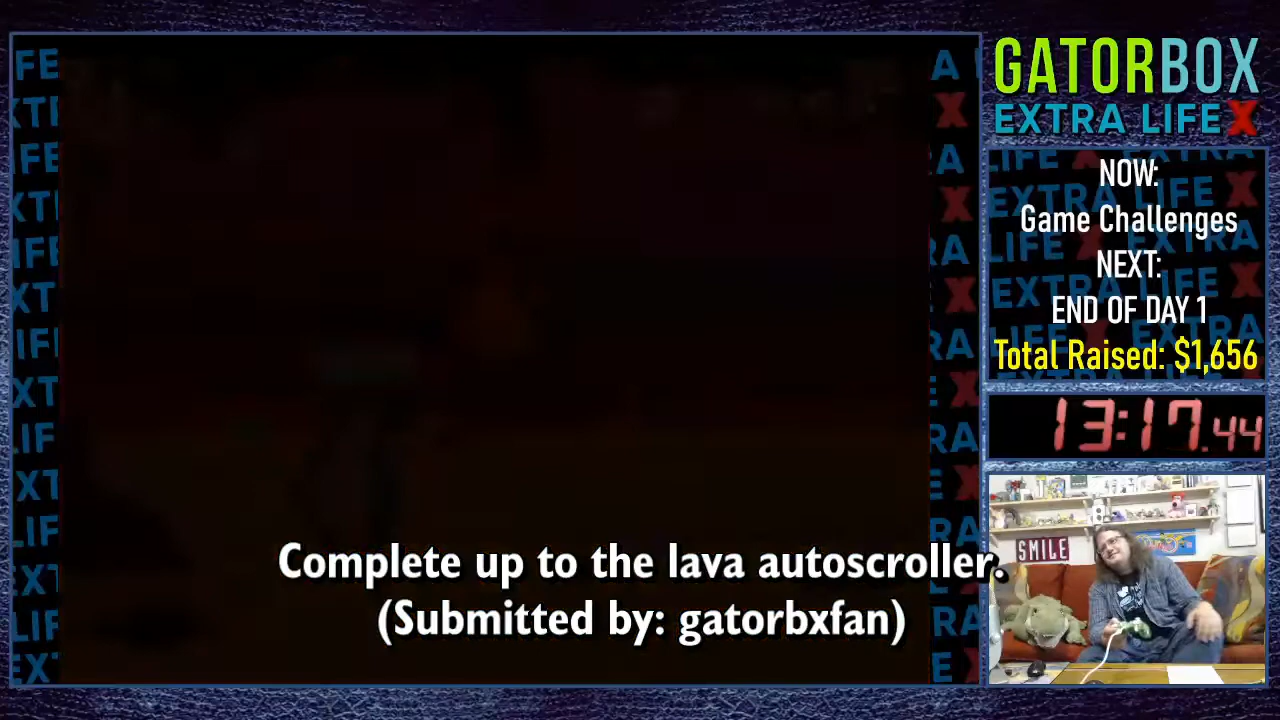 GATORBOX
EXTRA LIFE X
NOW:
Game Challenges
NEXT:
END OF DAY 1
Total Raised: $1,656
13:17.44
SMILE
Complete up to the lava autoscroller.
(Submitted by: gatorbxfan)